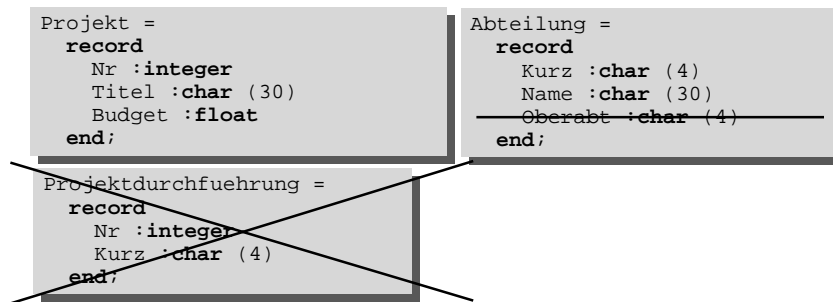 Projekt =
record
Nr :integer
Titel :char (30)
Budget :float
end;
Abteilung =
record
Kurz :char (4)
Name :char (30)
Oberabt :char (4)
end;
Projektdurchfuehrung =
record
Nr :integer
Kurz :char (4)
end;